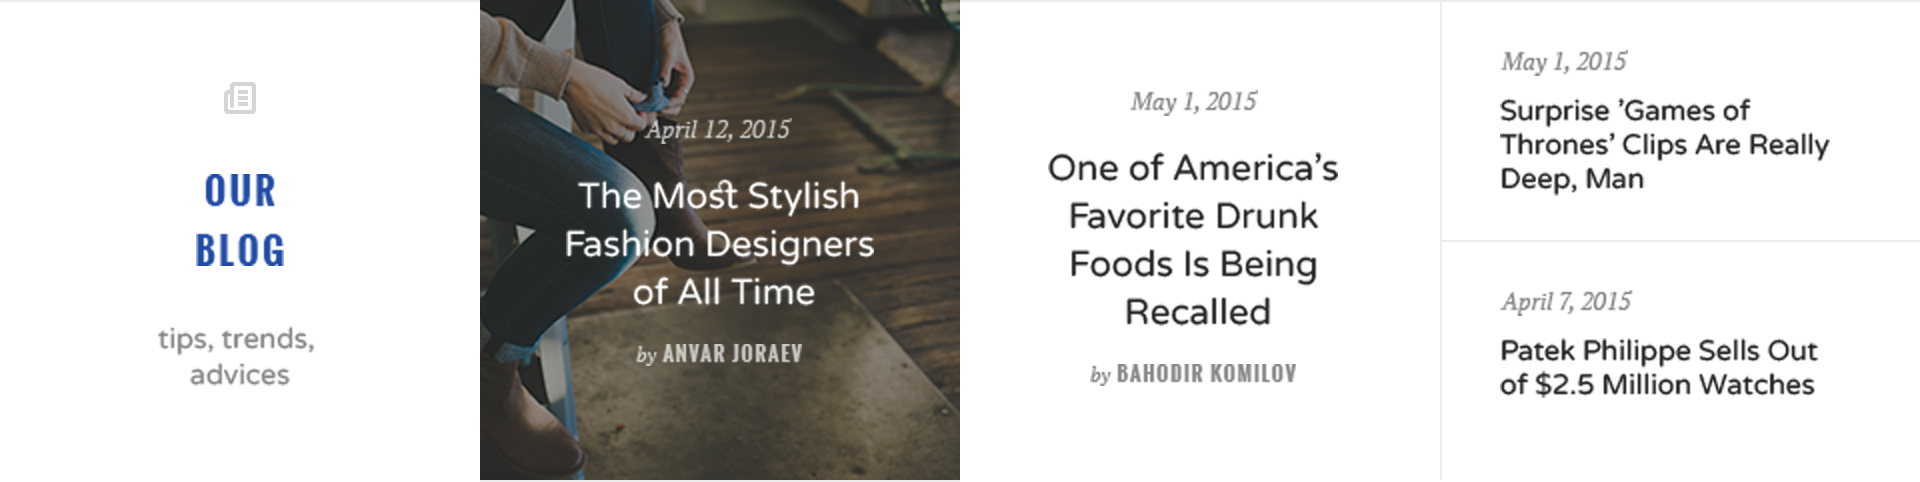 OUR
BLOG
tips, trends,
advices
April 12, 2015
The Most Stylish
Fashion Designers
of All Time
by ANVAR JORAEV
May 1, 2015
One of America’s
Favorite Drunk
Foods Is Being
Recalled
by BAHODIR KOMILOV
May 1, 2015
Surprise ’Games of
Thrones’ Clips Are Really
Deep, Man
April 7, 2015
Patek Philippe Sells Out
of $2.5 Million Watches